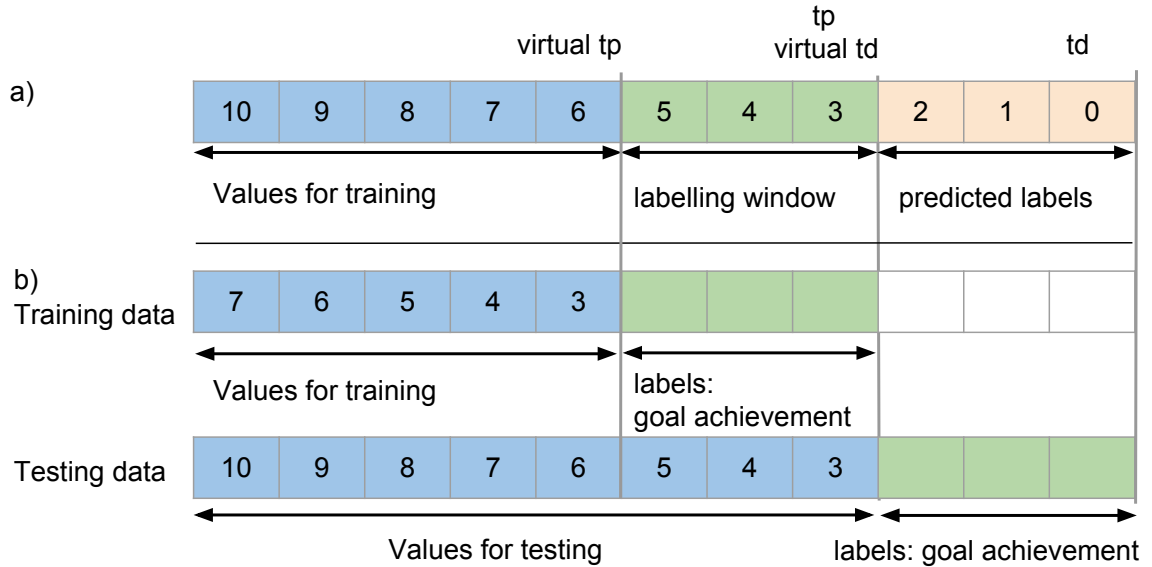 tp
virtual tp virtual td td
a)
10 9 8 7 6 5 4 3 2 1 0
Values for training labelling window predicted labels
b)
Training data 7 6 5 4 3
Values for training labels:
goal achievement
Testing data 10 9 8 7 6 5 4 3
Values for testing labels: goal achievement